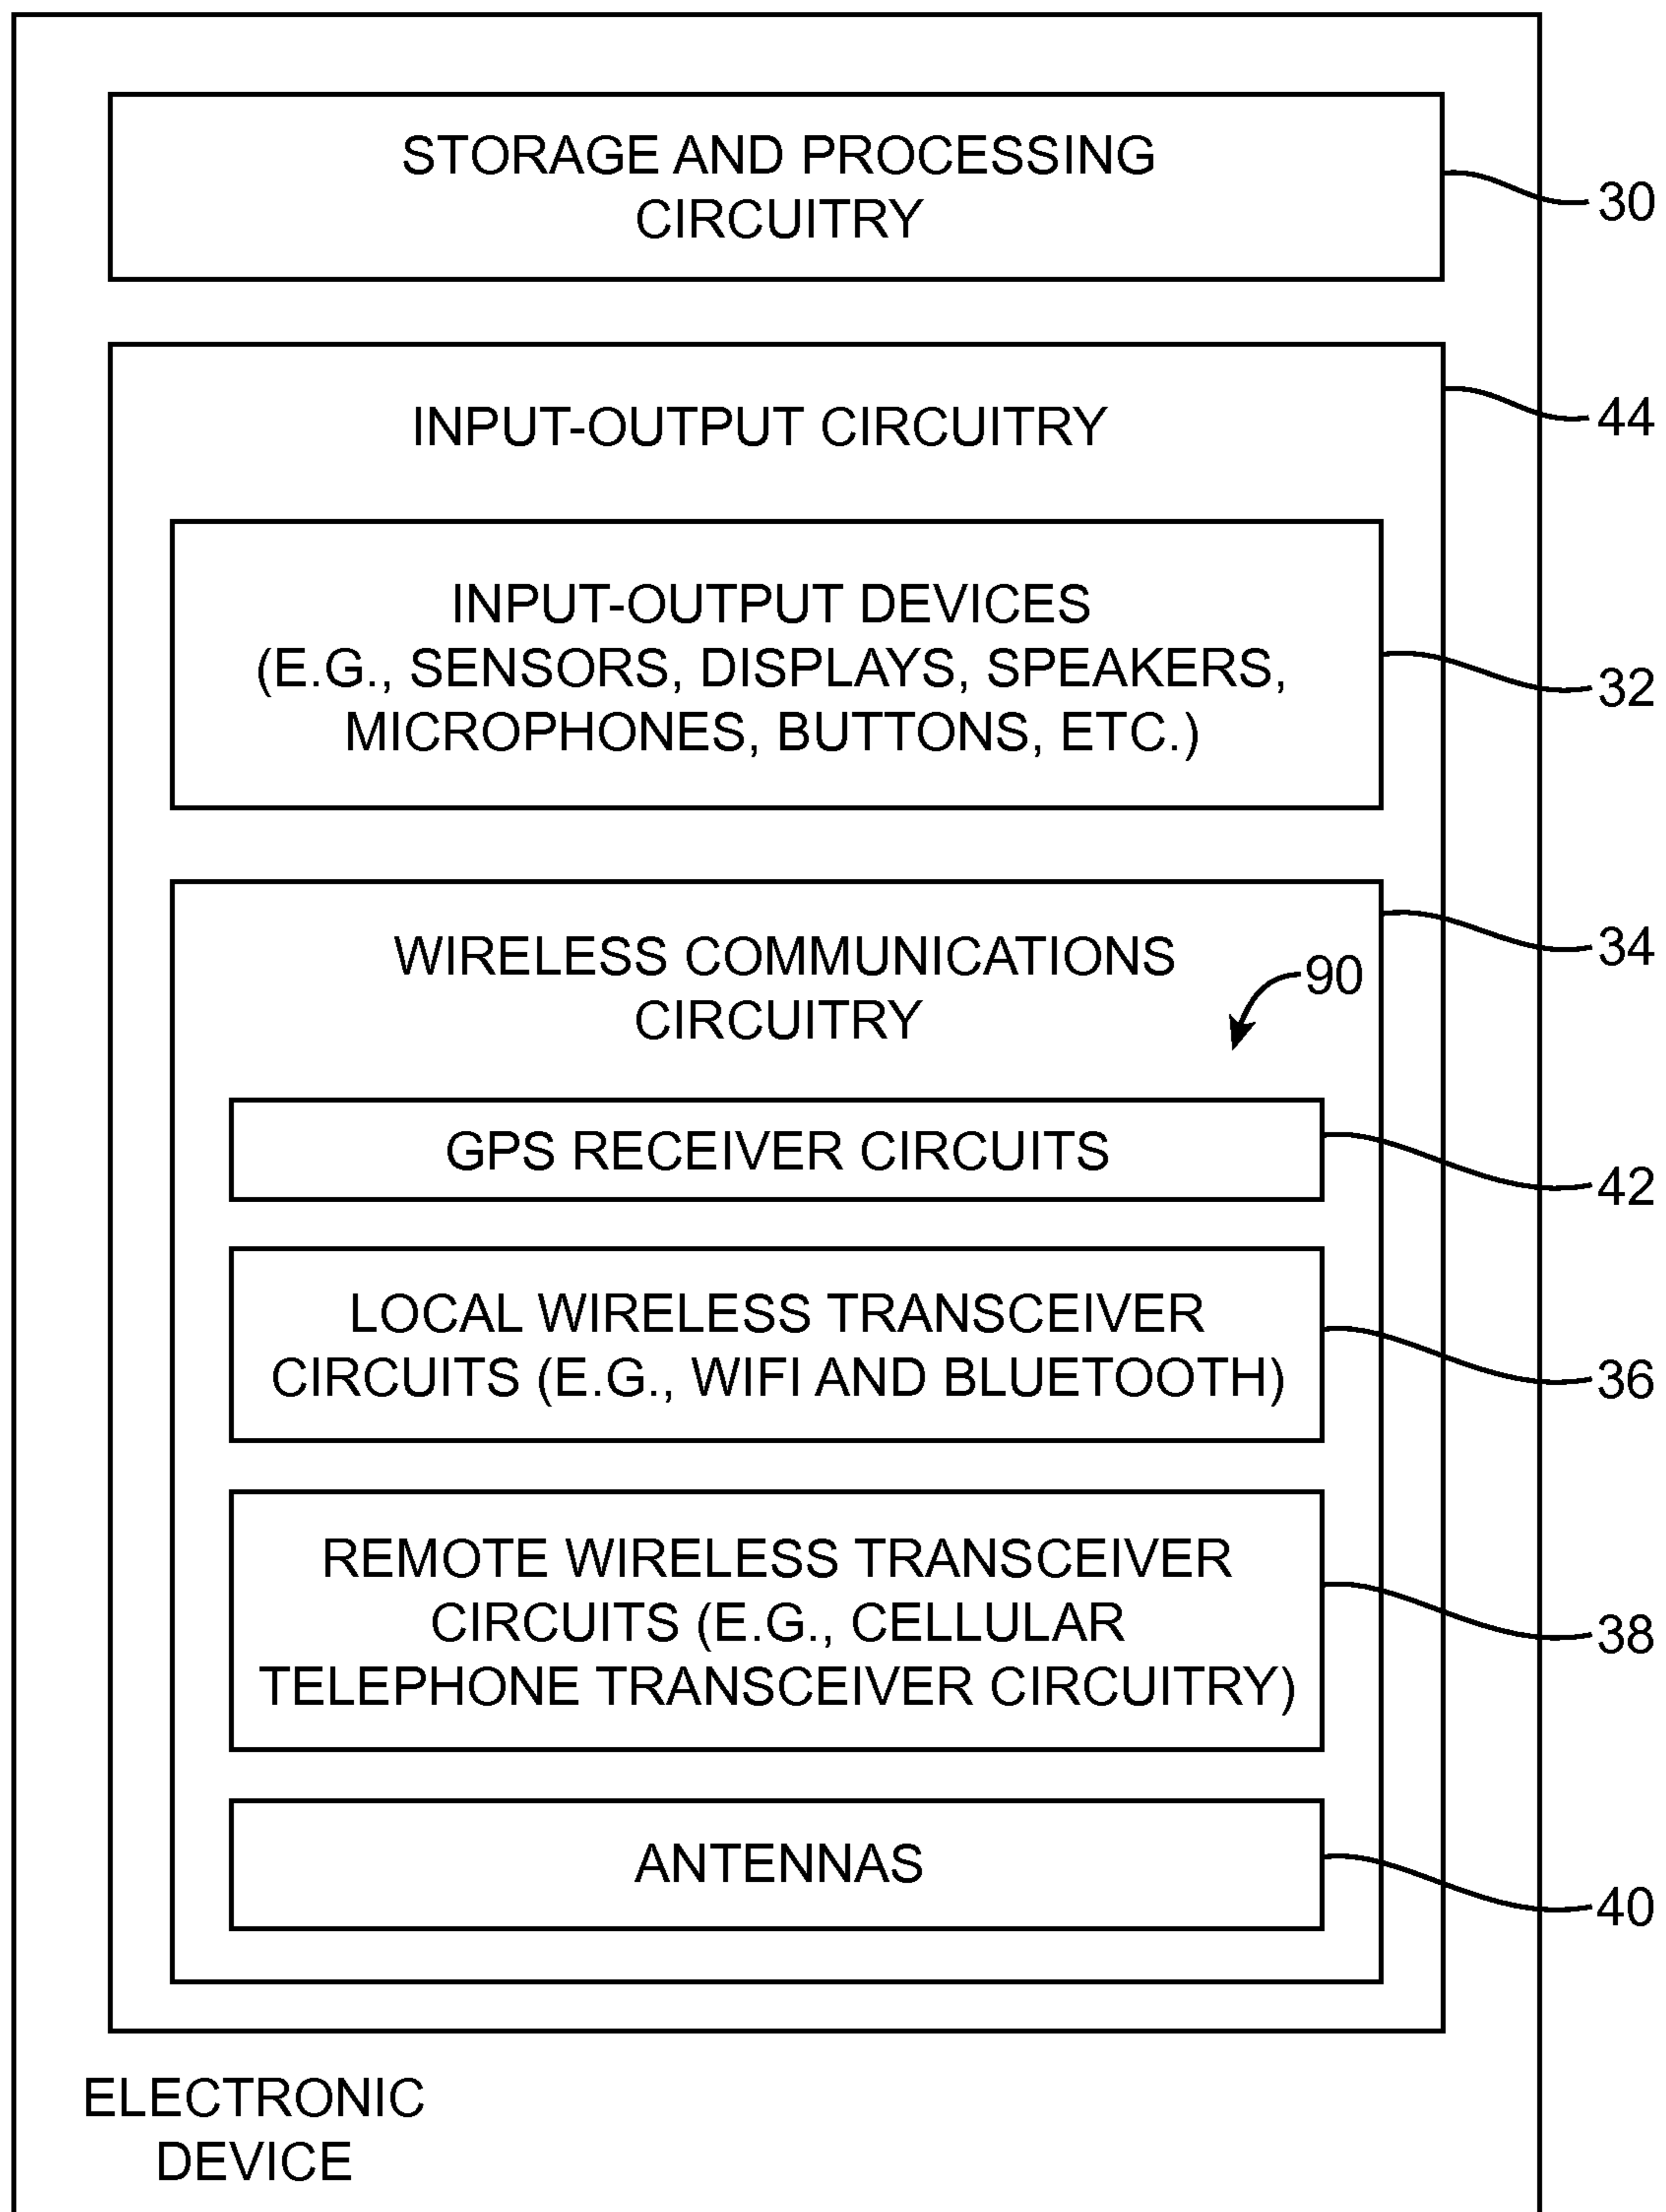 STORAGE AND PROCESSING
CIRCUITRY
30
INPUT-OUTPUT CIRCUITRY
44
INPUT-OUTPUT DEVICES
(E.G., SENSORS, DISPLAYS, SPEAKERS,
MICROPHONES, BUTTONS, ETC.)
32
WIRELESS COMMUNICATIONS
CIRCUITRY
34
90
GPS RECEIVER CIRCUITS
42
LOCAL WIRELESS TRANSCEIVER
CIRCUITS (E.G., WIFI AND BLUETOOTH)
36
REMOTE WIRELESS TRANSCEIVER
CIRCUITS (E.G., CELLULAR
TELEPHONE TRANSCEIVER CIRCUITRY)
38
ANTENNAS
40
ELECTRONIC
DEVICE